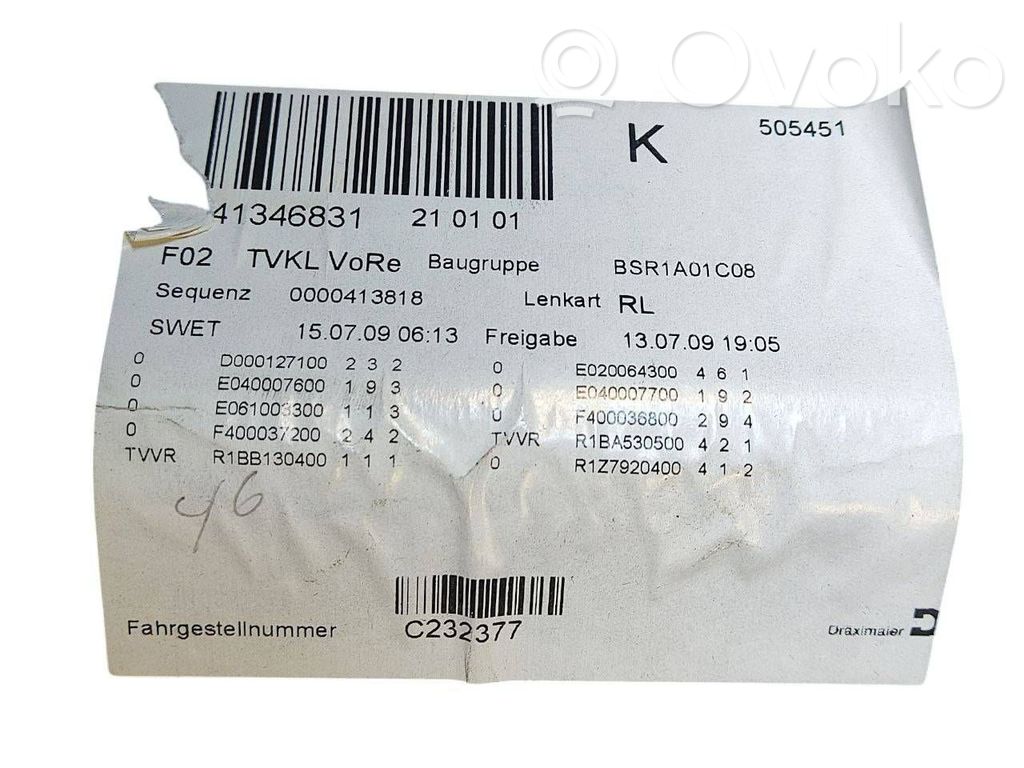 Ovoko
K 505451
41346831 21 01 01
F02 TVKL VoRe Baugruppe BSR1A01C08
Sequenz 0000413818 Lenkart RL
SWET 15.07.09 06:13 Freigabe 13.07.09 19:05
0 D000127100 2 3 2 0 E020064300 4 6 1
0 E040007600 1 9 3 0 E040007700 1 9 2
0 E061003300 1 1 3 0 F400036800 2 9 4
0 F400037200 2 4 2 TVVR R1BA530500 4 2 1
TVVR R1BB130400 1 1 1 0 R1Z7920400 4 1 2
46
Fahrgestellnummer C232377 Dräxlmaier D